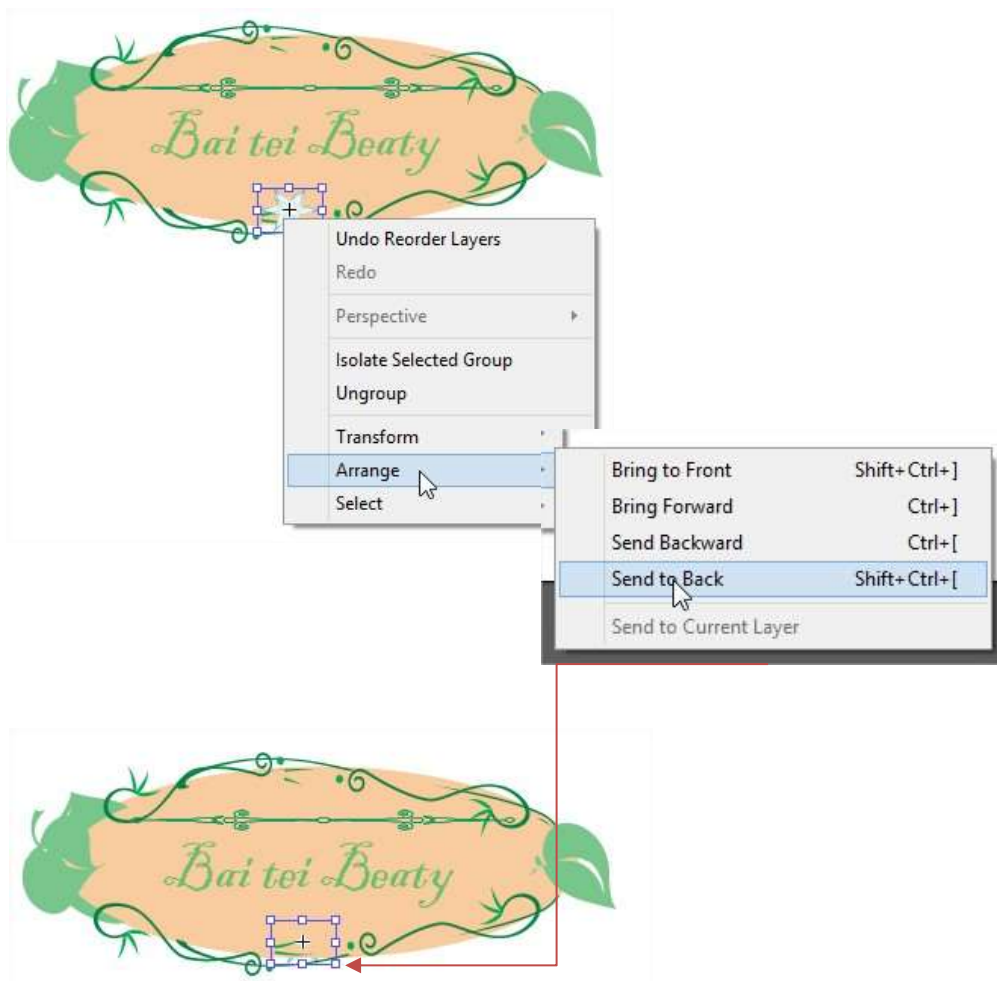 Bai tei Beaty
Undo Reorder Layers
Redo
Perspective
Isolate Selected Group
Ungroup
Transform
Arrange
Select
Bring to Front Shift+Ctrl+]
Bring Forward Ctrl+]
Send Backward Ctrl+[
Send to Back Shift+Ctrl+[
Send to Current Layer
Bai tei Beaty